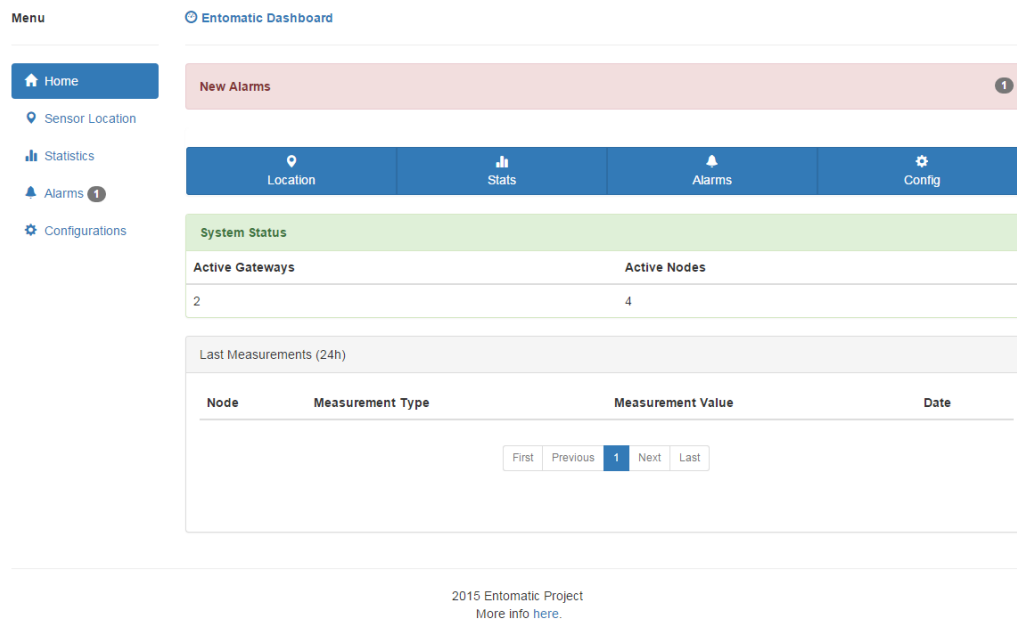 Menu
Entomatic Dashboard
Home
Sensor Location
Statistics
Alarms 1
Configurations
New Alarms 1
Location Stats Alarms Config
System Status
Active Gateways Active Nodes
2 4
Last Measurements (24h)
Node Measurement Type Measurement Value Date
First Previous 1 Next Last
2015 Entomatic Project
More info here.